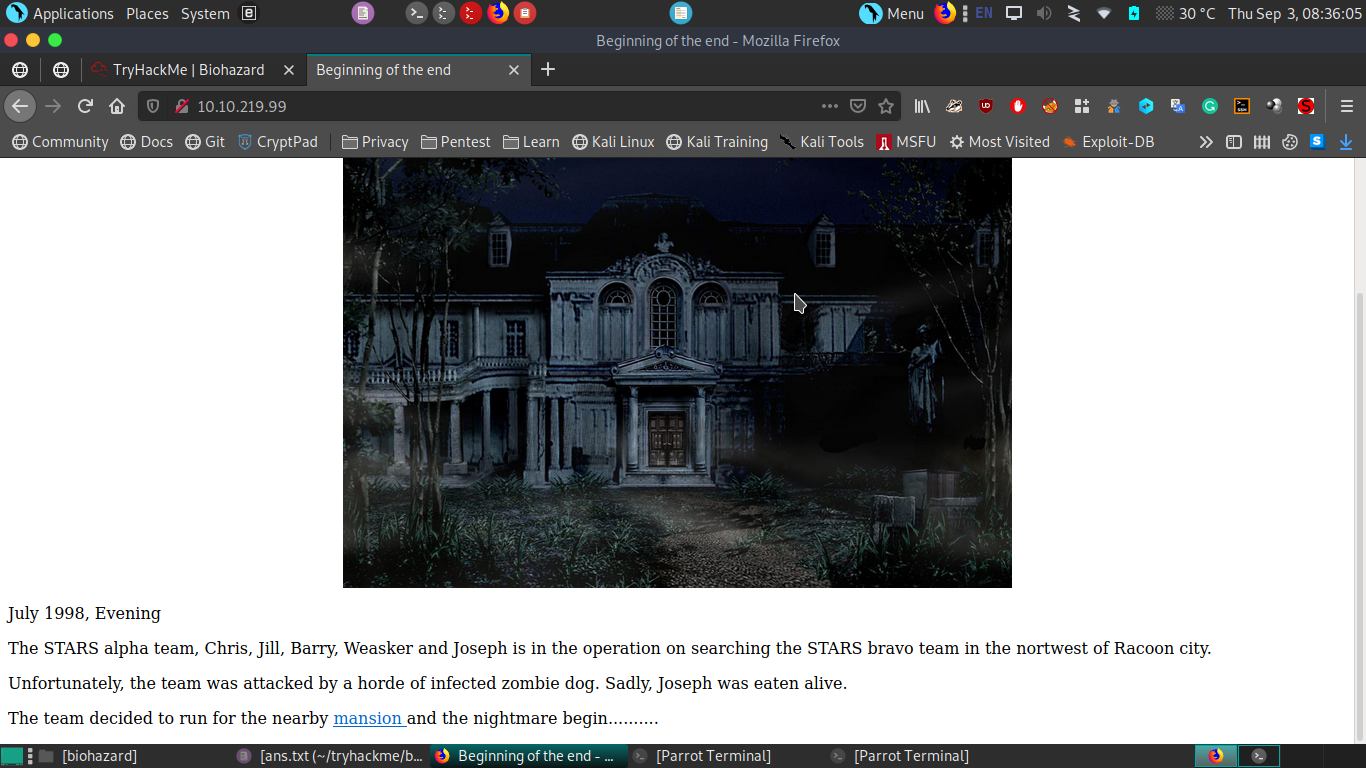 Applications Places System
Menu EN 30 °C Thu Sep 3, 08:36:05
Beginning of the end - Mozilla Firefox
TryHackMe | Biohazard Beginning of the end
10.10.219.99
Community Docs Git CryptPad Privacy Pentest Learn Kali Linux Kali Training Kali Tools MSFU Most Visited Exploit-DB
July 1998, Evening
The STARS alpha team, Chris, Jill, Barry, Weasker and Joseph is in the operation on searching the STARS bravo team in the nortwest of Racoon city.
Unfortunately, the team was attacked by a horde of infected zombie dog. Sadly, Joseph was eaten alive.
The team decided to run for the nearby mansion and the nightmare begin..........
[biohazard] [ans.txt (~/tryhackme/b... Beginning of the end - ... [Parrot Terminal] [Parrot Terminal]